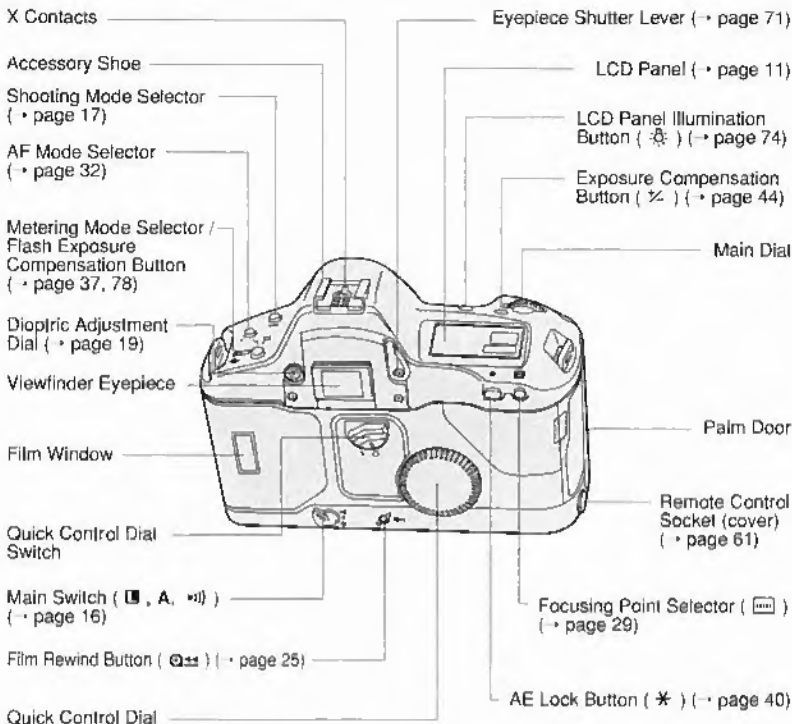 X Contacts
Accessory Shoe
Shooting Mode Selector
(→ page 17)
AF Mode Selector
(→ page 32)
Metering Mode Selector /
Flash Exposure
Compensation Button
(→ page 37, 78)
Dioptric Adjustment
Dial (→ page 19)
Viewfinder Eyepiece
Film Window
Quick Control Dial
Switch
Main Switch ( L , A, •))) )
(→ page 16)
Film Rewind Button ( ) (→ page 25)
Quick Control Dial
Eyepiece Shutter Lever (→ page 71)
LCD Panel (→ page 11)
LCD Panel Illumination
Button ( ) (→ page 74)
Exposure Compensation
Button ( +/- ) (→ page 44)
Main Dial
Palm Door
Remote Control
Socket (cover)
(→ page 61)
Focusing Point Selector ( )
(→ page 29)
AE Lock Button ( * ) (→ page 40)